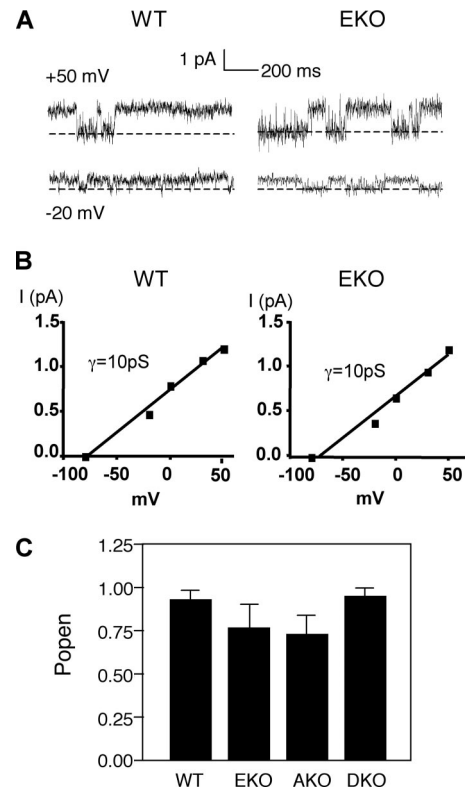 A
WT
EKO
1 pA
200 ms
+50 mV
-20 mV
B
WT
EKO
I (pA)
1.5
1.0
0.5
0.0
γ=10pS
-100 -50 0 50
mV
I (pA)
1.5
1.0
0.5
0.0
γ=10pS
-100 -50 0 50
mV
C
1.25
1.00
0.75
0.50
0.25
0.00
Popen
WT EKO AKO DKO